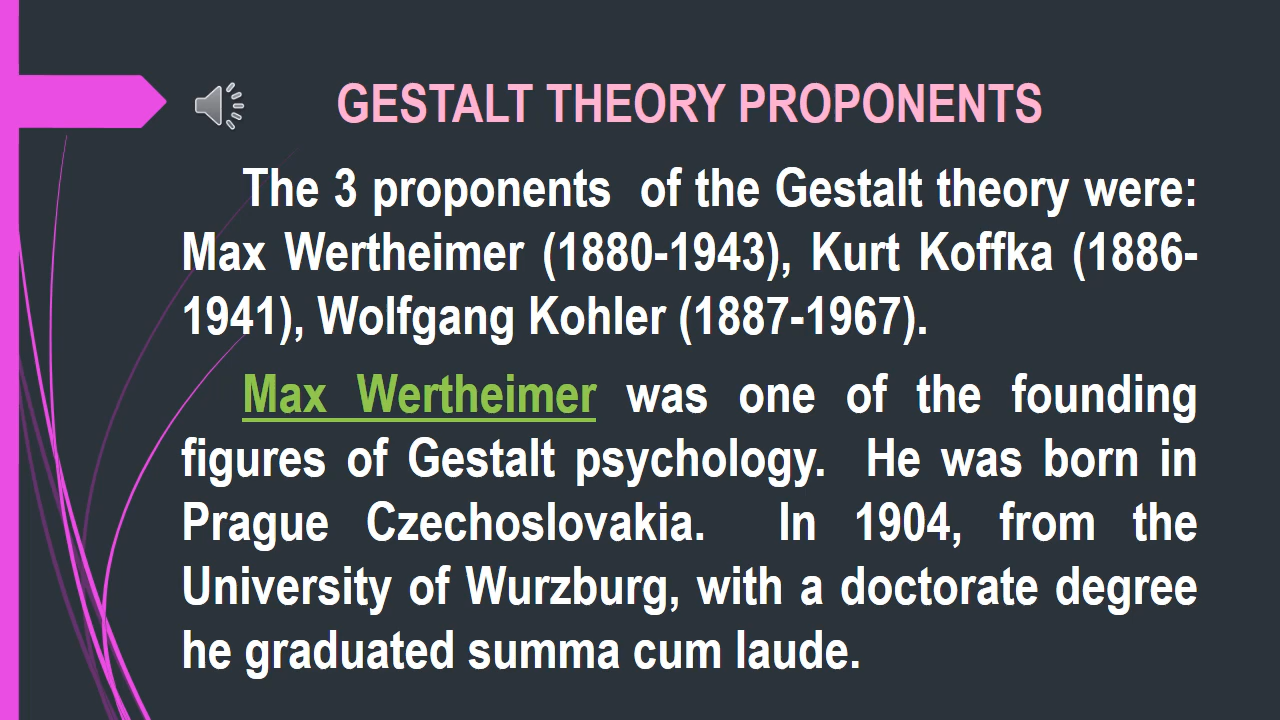 GESTALT THEORY PROPONENTS
The 3 proponents  of the Gestalt theory were:
Max Wertheimer (1880-1943), Kurt Koffka (1886-
1941), Wolfgang Kohler (1887-1967).
Max Wertheimer was one of the founding
figures of Gestalt psychology.  He was born in
Prague Czechoslovakia.  In 1904, from the
University of Wurzburg, with a doctorate degree
he graduated summa cum laude.